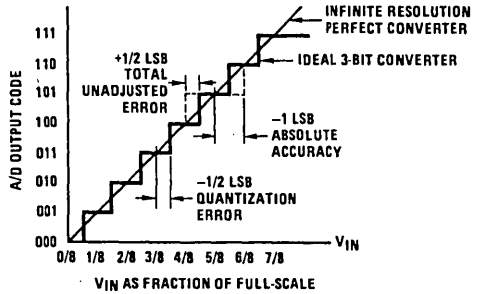 INFINITE RESOLUTION
PERFECT CONVERTER
IDEAL 3-BIT CONVERTER
+1/2 LSB
TOTAL
UNADJUSTED
ERROR
−1 LSB
ABSOLUTE
ACCURACY
−1/2 LSB
QUANTIZATION
ERROR
A/D OUTPUT CODE
111
110
101
100
011
010
001
000
0/8 1/8 2/8 3/8 4/8 5/8 6/8 7/8
VIN
VIN AS FRACTION OF FULL-SCALE